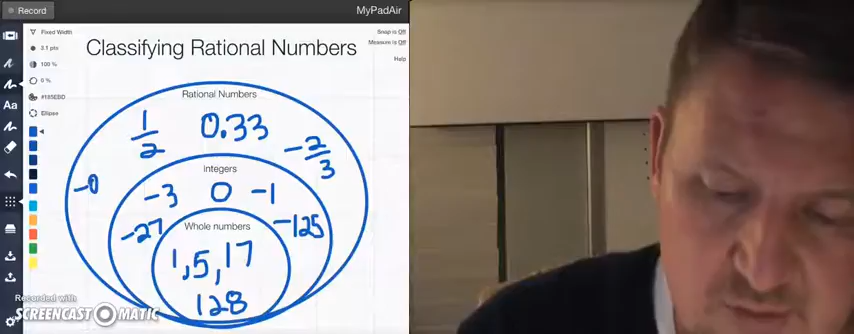 Record
MyPadAir
Fixed Width
3.1 pts
100 %
0 %
#185EBD
Ellipse
Snap is Off
Measure is Off
Help
Aa
Classifying Rational Numbers
Rational Numbers
1/2 0.33 -2/3
-0
Integers
-3 0 -1
-27 -125
Whole numbers
1,5,17
128
Recorded with
SCREENCAST-O-MATIC